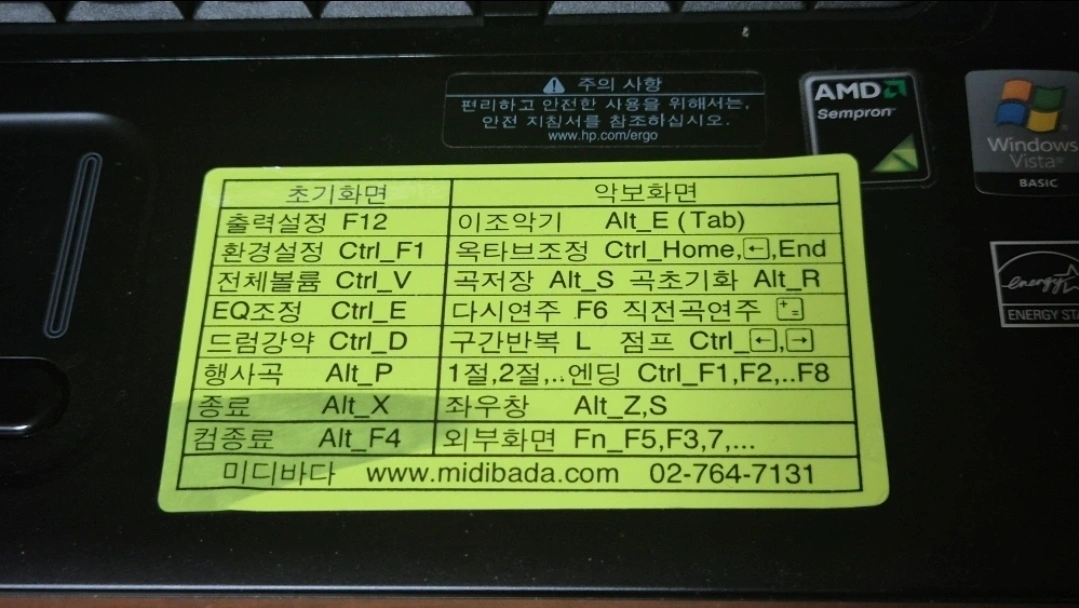 주의 사항
편리하고 안전한 사용을 위해서는,
안전 지침서를 참조하십시오.
www.hp.com/ergo
AMD
Sempron
Windows
Vista
BASIC
energy
ENERGY STA
초기화면 악보화면
출력설정 F12 이조악기 Alt_E (Tab)
환경설정 Ctrl_F1 옥타브조정 Ctrl_Home,←,End
전체볼륨 Ctrl_V 곡저장 Alt_S 곡초기화 Alt_R
EQ조정 Ctrl_E 다시연주 F6 직전곡연주 +=
드럼강약 Ctrl_D 구간반복 L 점프 Ctrl_←,→
행사곡 Alt_P 1절,2절,..엔딩 Ctrl_F1,F2,..F8
종료 Alt_X 좌우창 Alt_Z,S
컴종료 Alt_F4 외부화면 Fn_F5,F3,7,...
미디바다 www.midibada.com 02-764-7131